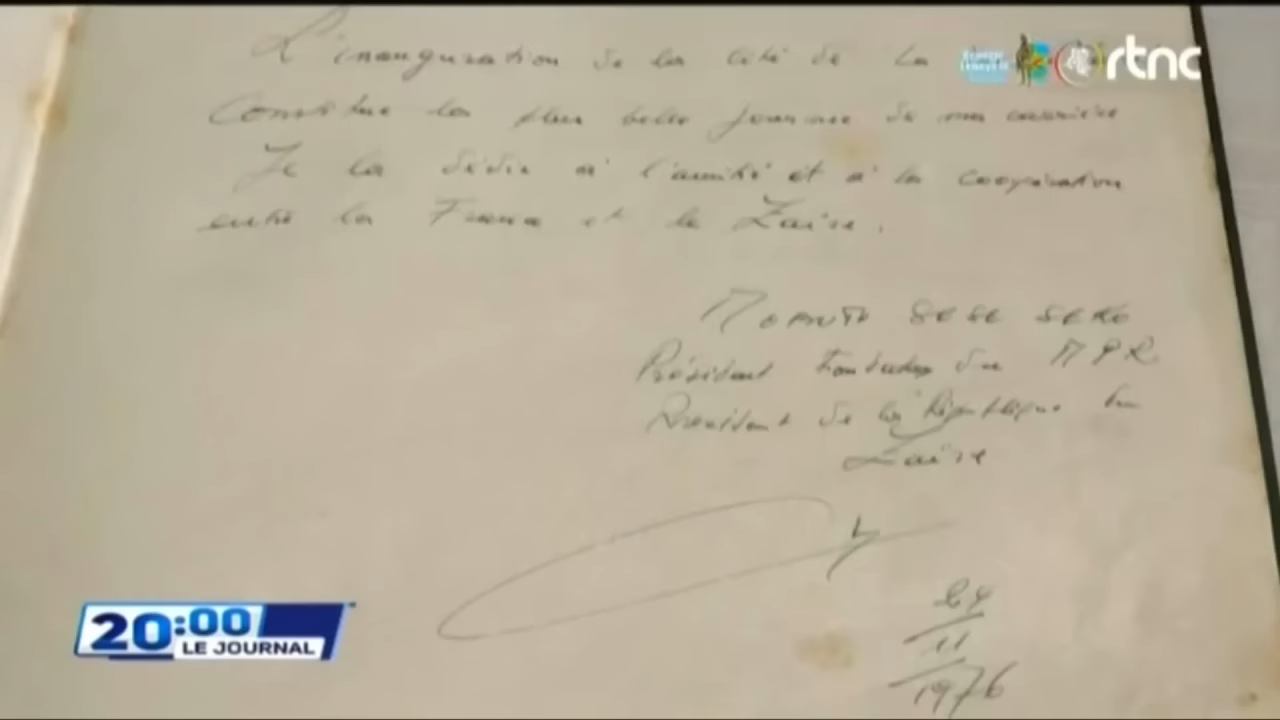 L'inauguration de la cité de la
Constitue la plus belle journée de ma carrière
Je la dédie à l'amitié et à la coopération
entre la France et le Zaïre.
MOBUTU SESE SEKO
Président Fondateur du MPR
Président de la République du
Zaïre
24
11
1976
rtnc
20:00
LE JOURNAL